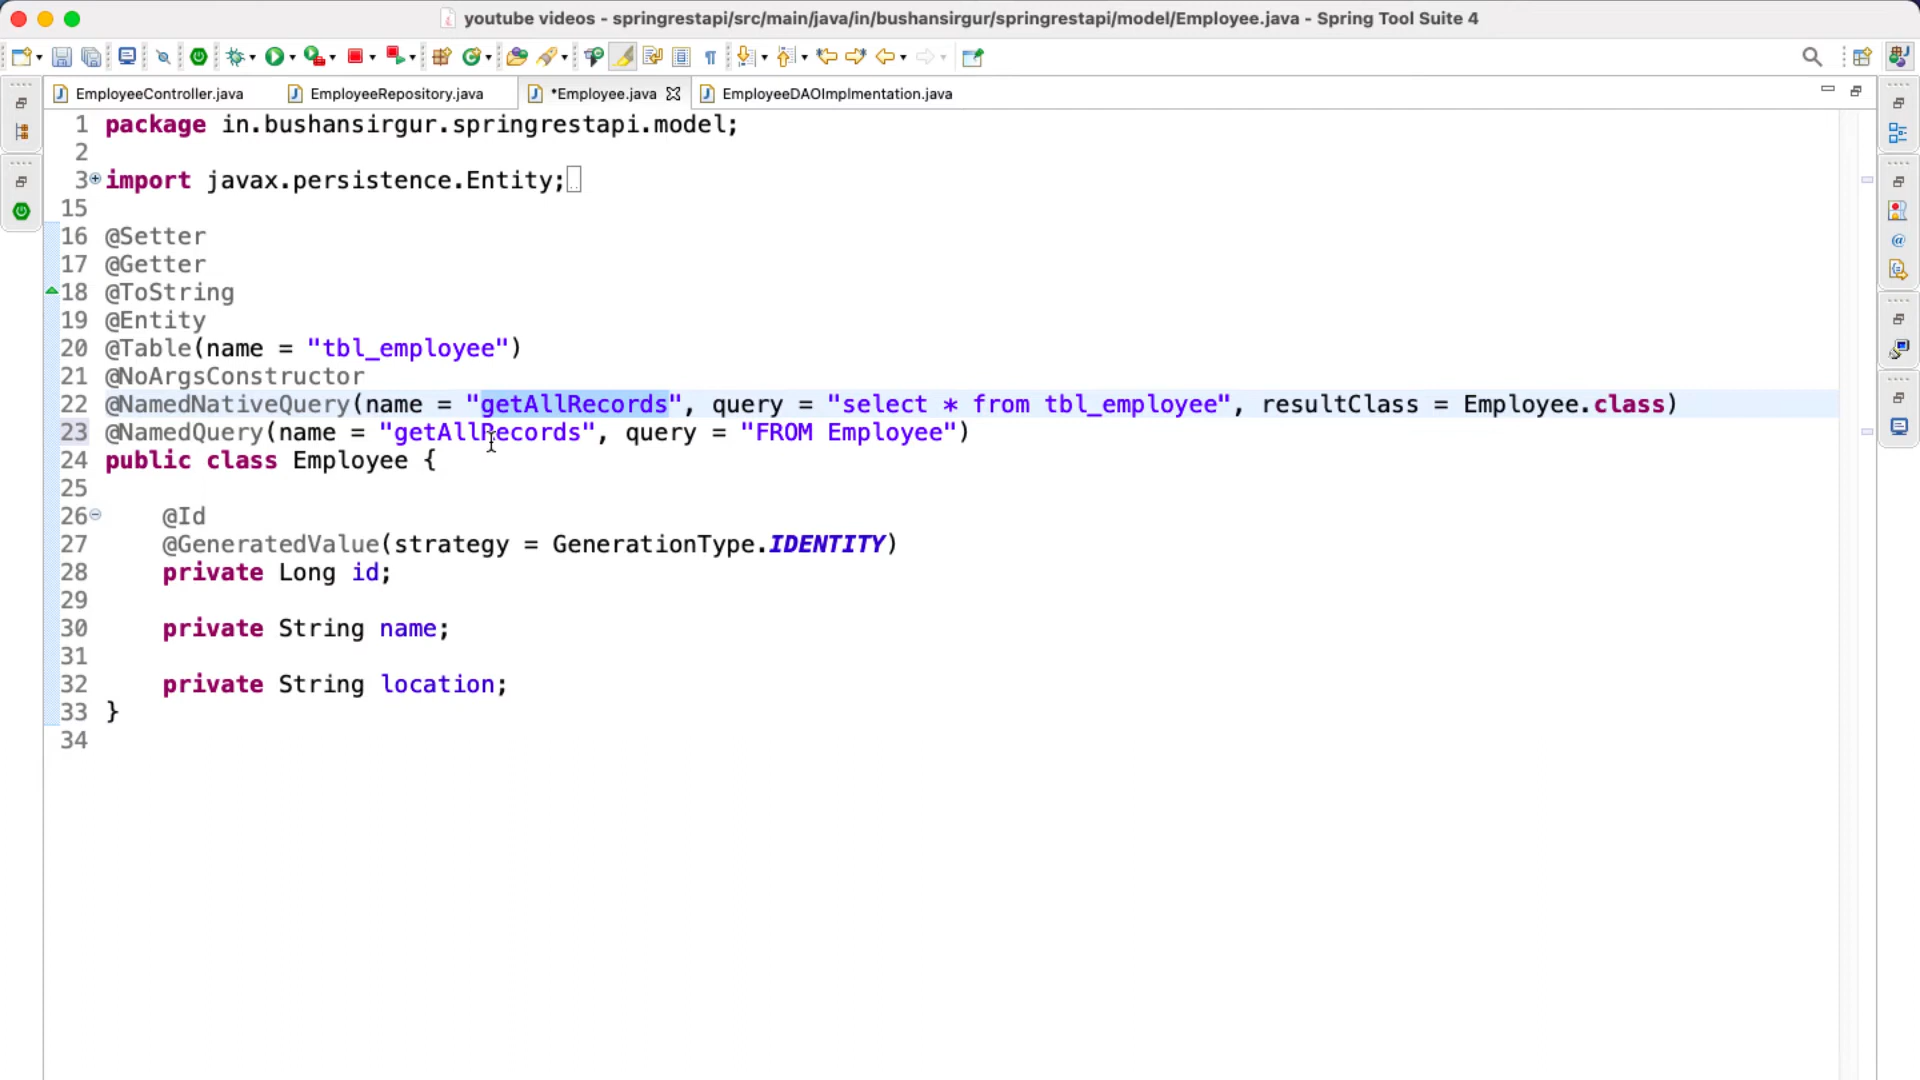 youtube videos - springrestapi/src/main/java/in/bushansirgur/springrestapi/model/Employee.java - Spring Tool Suite 4
EmployeeController.java EmployeeRepository.java *Employee.java EmployeeDAOImplmentation.java
1 package in.bushansirgur.springrestapi.model;
2
3 import javax.persistence.Entity;
15
16 @Setter
17 @Getter
18 @ToString
19 @Entity
20 @Table(name = "tbl_employee")
21 @NoArgsConstructor
22 @NamedNativeQuery(name = "getAllRecords", query = "select * from tbl_employee", resultClass = Employee.class)
23 @NamedQuery(name = "getAllRecords", query = "FROM Employee")
24 public class Employee {
25
26 @Id
27 @GeneratedValue(strategy = GenerationType.IDENTITY)
28 private Long id;
29
30 private String name;
31
32 private String location;
33 }
34